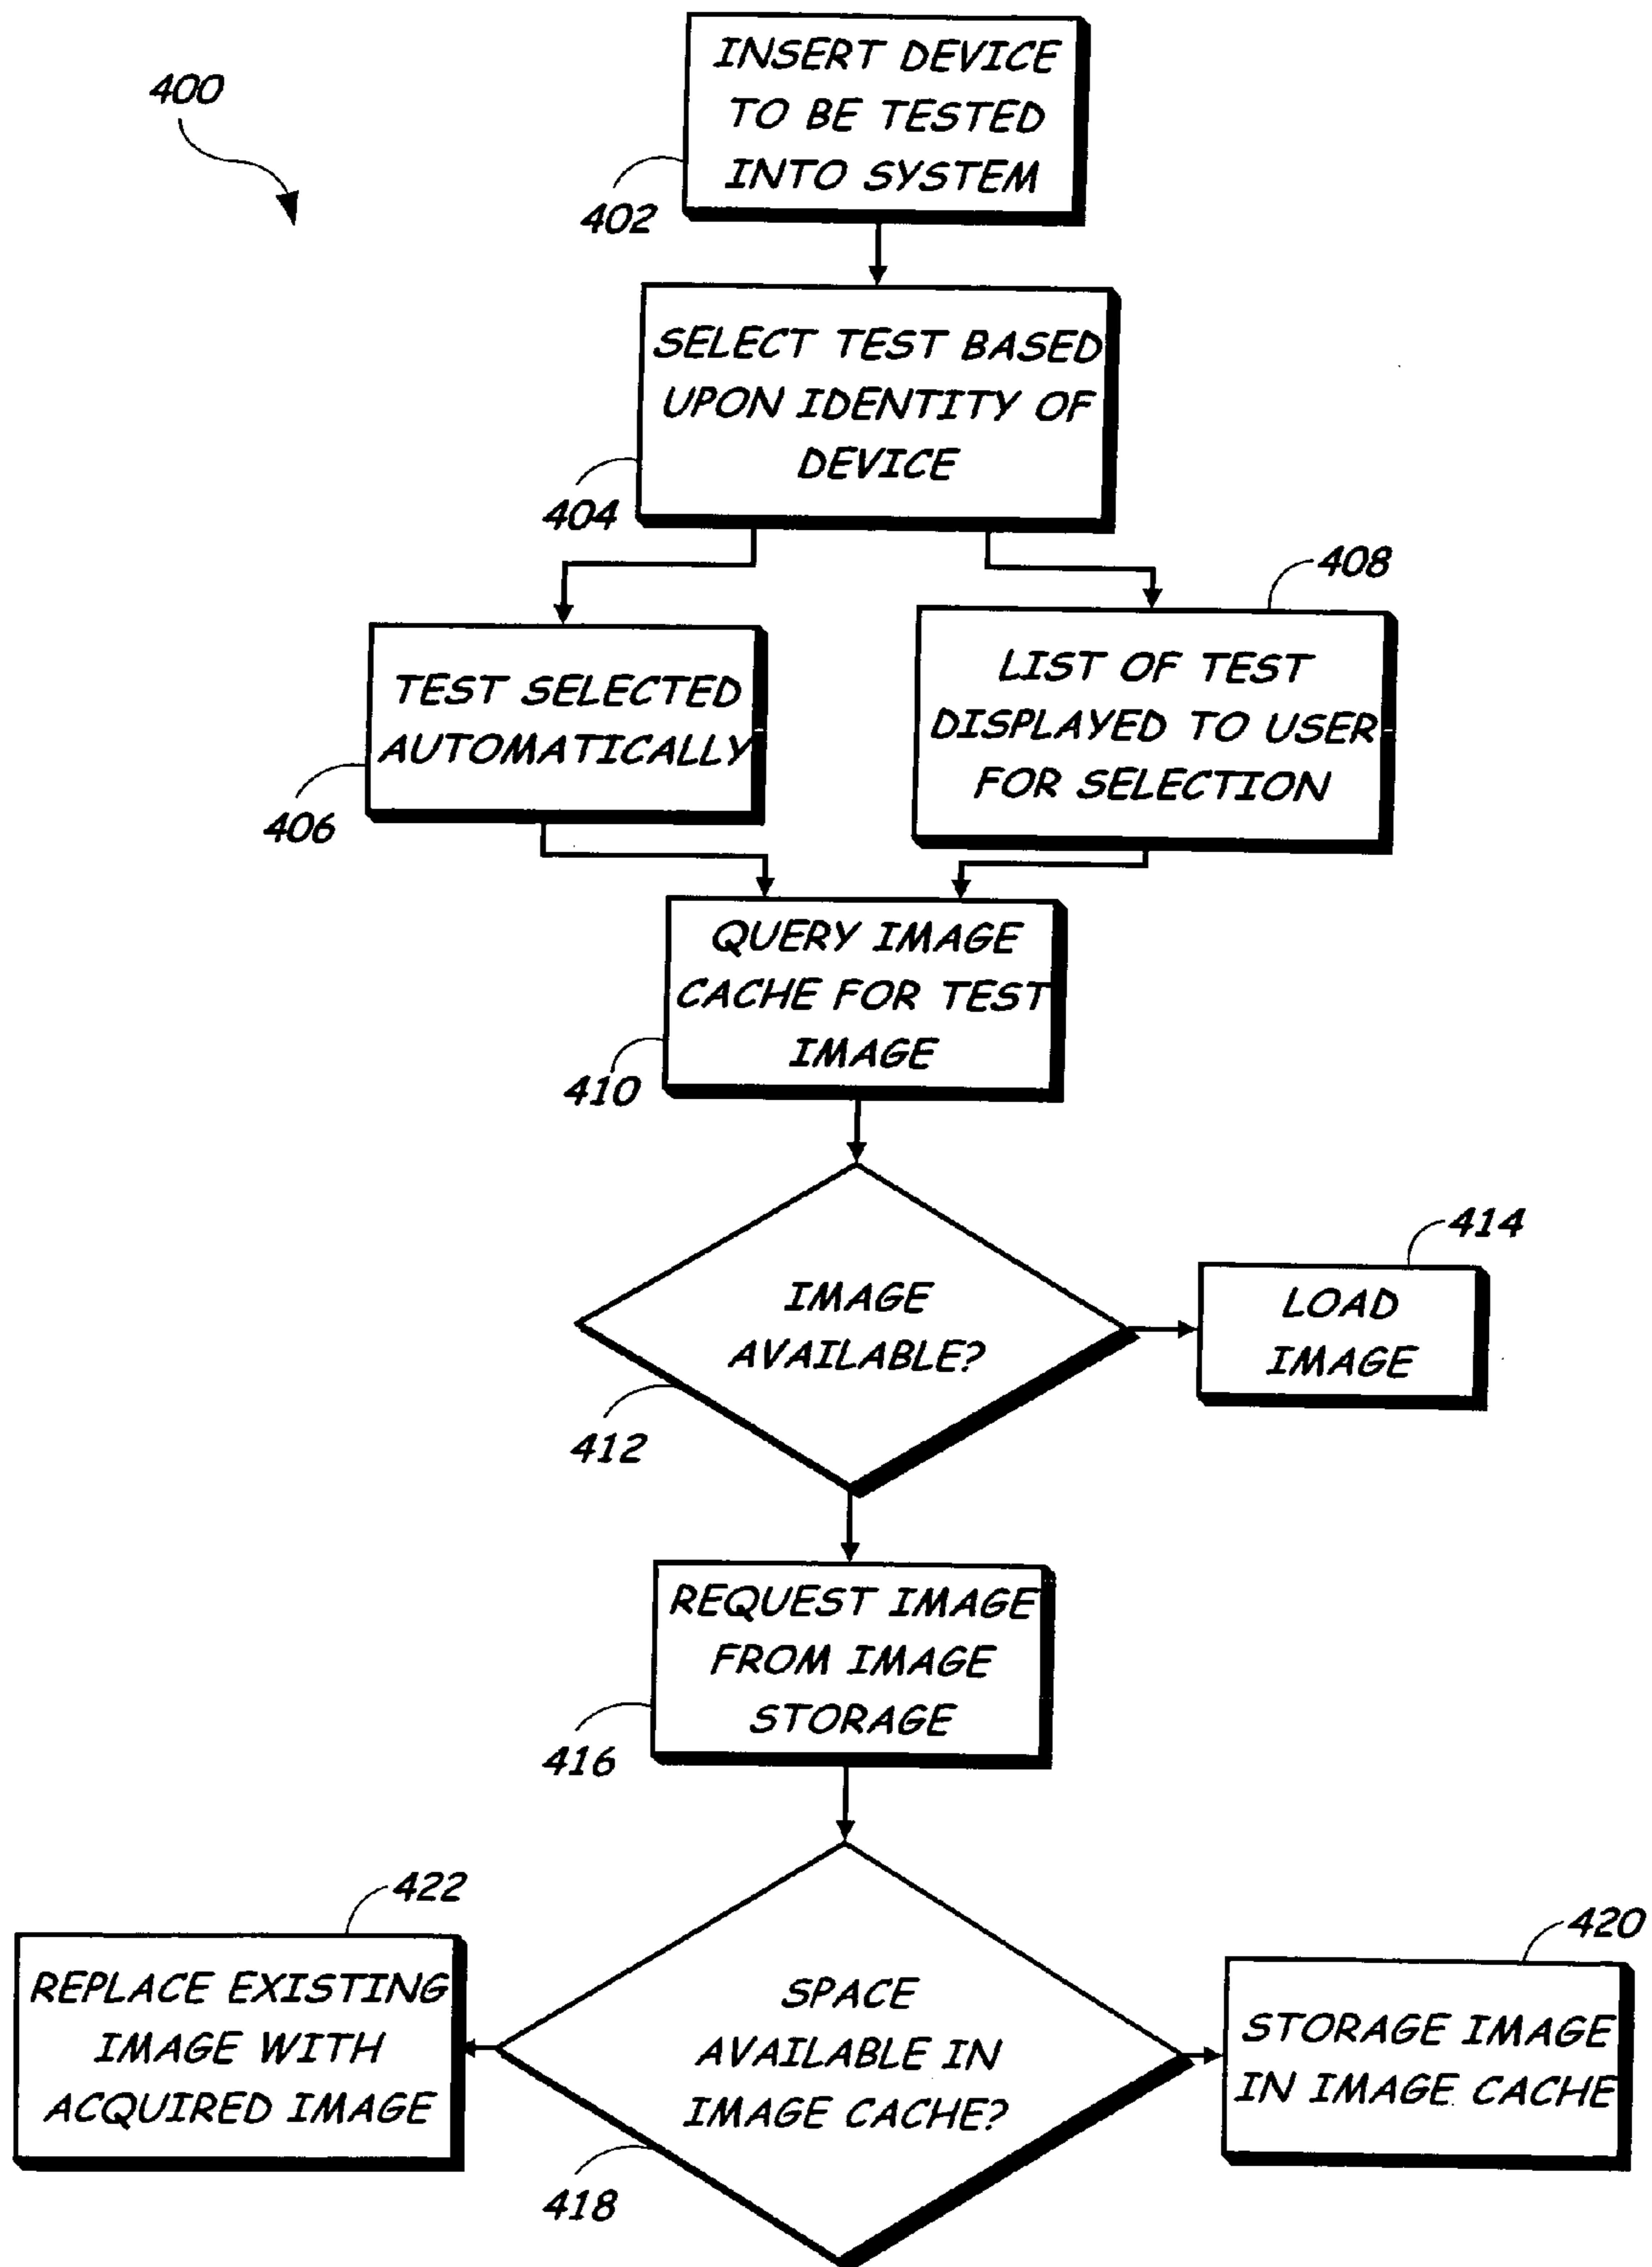 400
INSERT DEVICE
TO BE TESTED
INTO SYSTEM
402
SELECT TEST BASED
UPON IDENTITY OF
DEVICE
404
408
TEST SELECTED
AUTOMATICALLY
406
LIST OF TEST
DISPLAYED TO USER
FOR SELECTION
QUERY IMAGE
CACHE FOR TEST
IMAGE
410
IMAGE
AVAILABLE?
412
414
LOAD
IMAGE
REQUEST IMAGE
FROM IMAGE
STORAGE
416
422
REPLACE EXISTING
IMAGE WITH
ACQUIRED IMAGE
SPACE
AVAILABLE IN
IMAGE CACHE?
418
420
STORAGE IMAGE
IN IMAGE CACHE